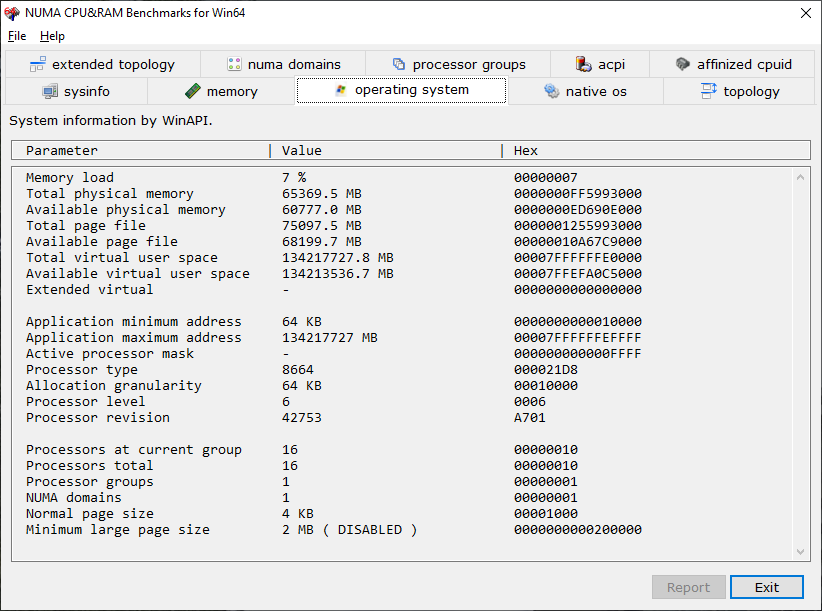 NUMA CPU&RAM Benchmarks for Win64
File Help
extended topology numa domains processor groups acpi affinized cpuid
sysinfo memory operating system native os topology
System information by WinAPI.
Parameter Value Hex
Memory load 7 % 00000007
Total physical memory 65369.5 MB 0000000FF5993000
Available physical memory 60777.0 MB 0000000ED690E000
Total page file 75097.5 MB 0000001255993000
Available page file 68199.7 MB 00000010A67C9000
Total virtual user space 134217727.8 MB 00007FFFFFFE0000
Available virtual user space 134213536.7 MB 00007FFEFA0C5000
Extended virtual - 0000000000000000
Application minimum address 64 KB 0000000000010000
Application maximum address 134217727 MB 00007FFFFFFEFFFF
Active processor mask - 000000000000FFFF
Processor type 8664 000021D8
Allocation granularity 64 KB 00010000
Processor level 6 0006
Processor revision 42753 A701
Processors at current group 16 00000010
Processors total 16 00000010
Processor groups 1 00000001
NUMA domains 1 00000001
Normal page size 4 KB 00001000
Minimum large page size 2 MB ( DISABLED ) 0000000000200000
Report Exit